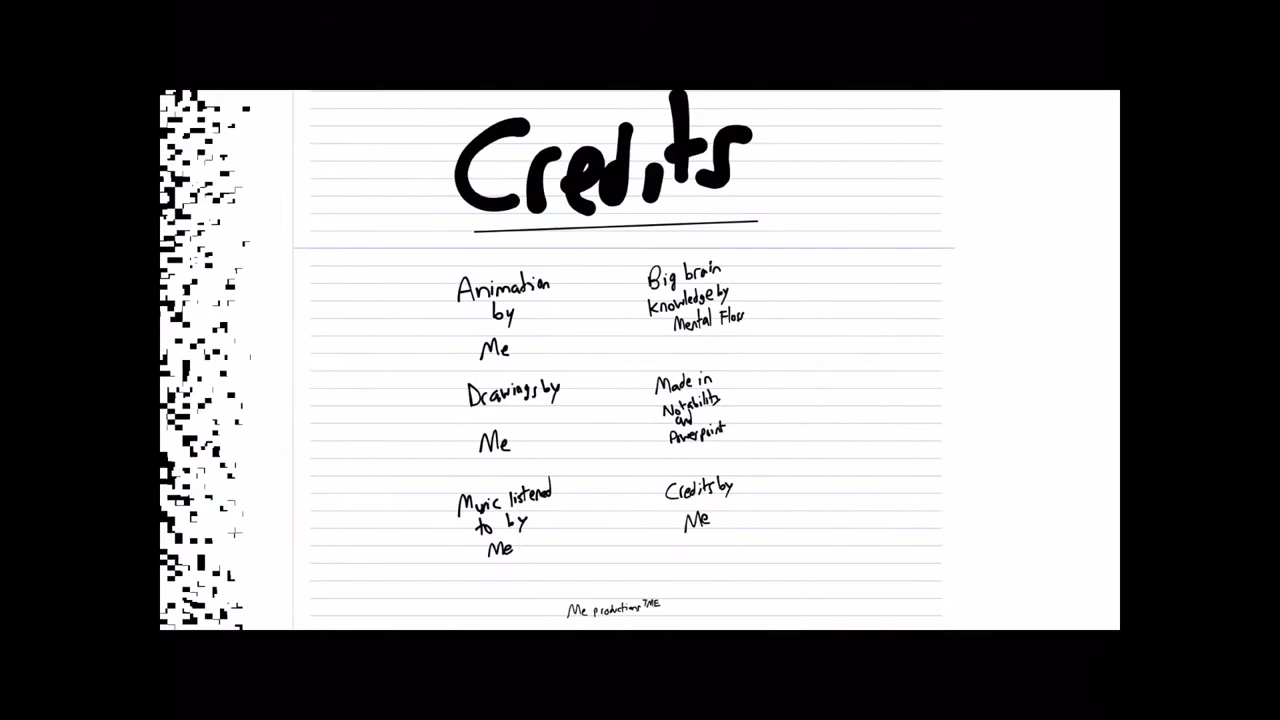 Credits
Animation
by
Me
Drawings by
Me
Music listened
to by
Me
Big brain
knowledge by
Mental Floss
Made in
Notability
and
Powerpoint
Credits by
Me
Me productions TME